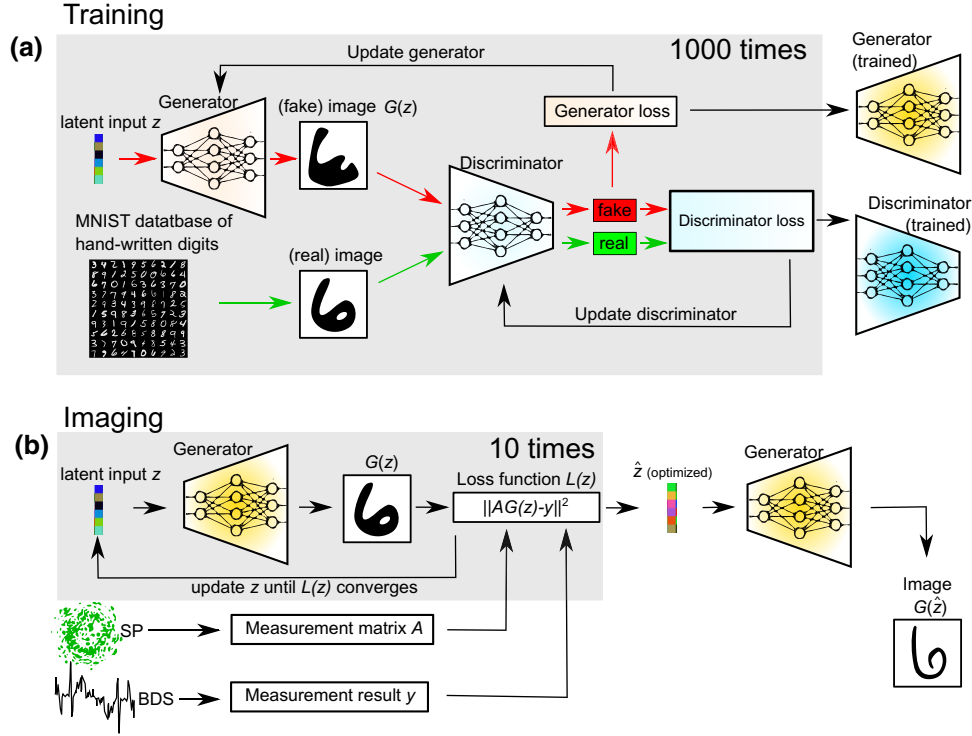 Training
(a)
1000 times
Update generator
Generator
(trained)
Generator
(fake) image G(z)
latent input z
Generator loss
Discriminator
fake
real
Discriminator loss
Discriminator
(trained)
MNIST datatbase of
hand-written digits
(real) image
Update discriminator
Imaging
(b)
10 times
Generator
latent input z
G(z)
Loss function L(z)
||AG(z)-y||²
ẑ (optimized)
Generator
update z until L(z) converges
SP
Measurement matrix A
BDS
Measurement result y
Image
G(ẑ)